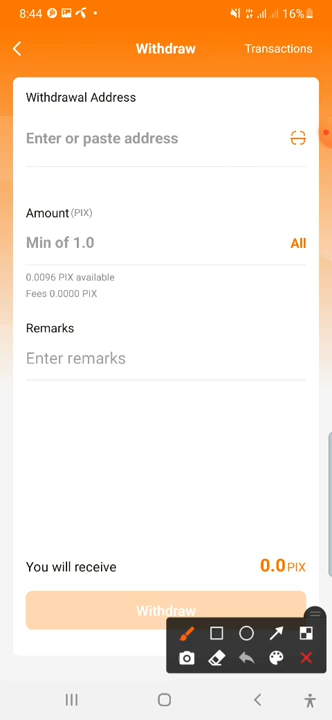 8:44
16%
Withdraw
Transactions
Withdrawal Address
Enter or paste address
Amount (PIX)
Min of 1.0
All
0.0096 PIX available
Fees 0.0000 PIX
Remarks
Enter remarks
You will receive
0.0 PIX
Withdraw